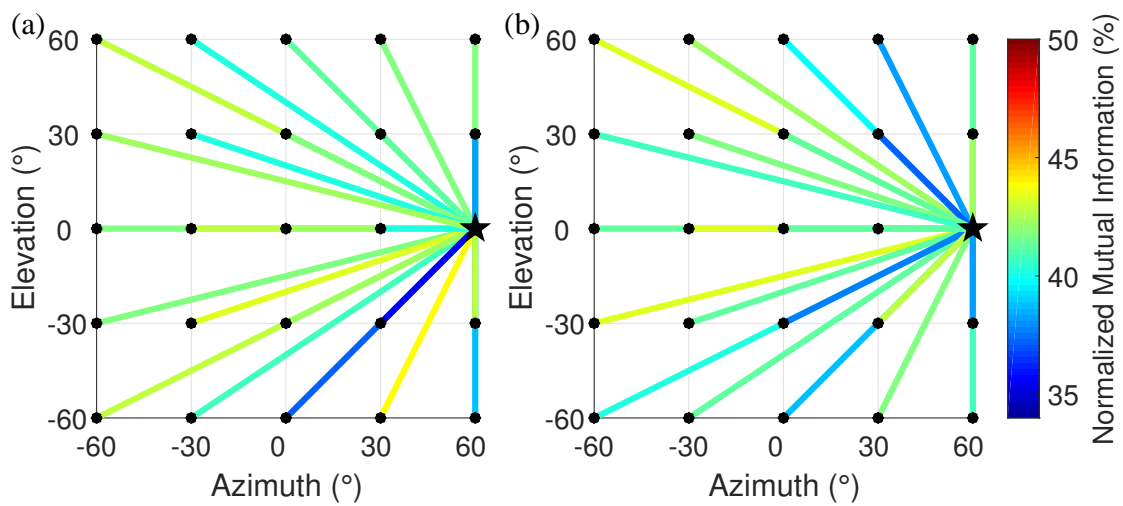 (a)
60
30
0
-30
-60
Elevation (°)
-60 -30 0 30 60
Azimuth (°)
(b)
60
30
0
-30
-60
Elevation (°)
-60 -30 0 30 60
Azimuth (°)
50
45
40
35
Normalized Mutual Information (%)